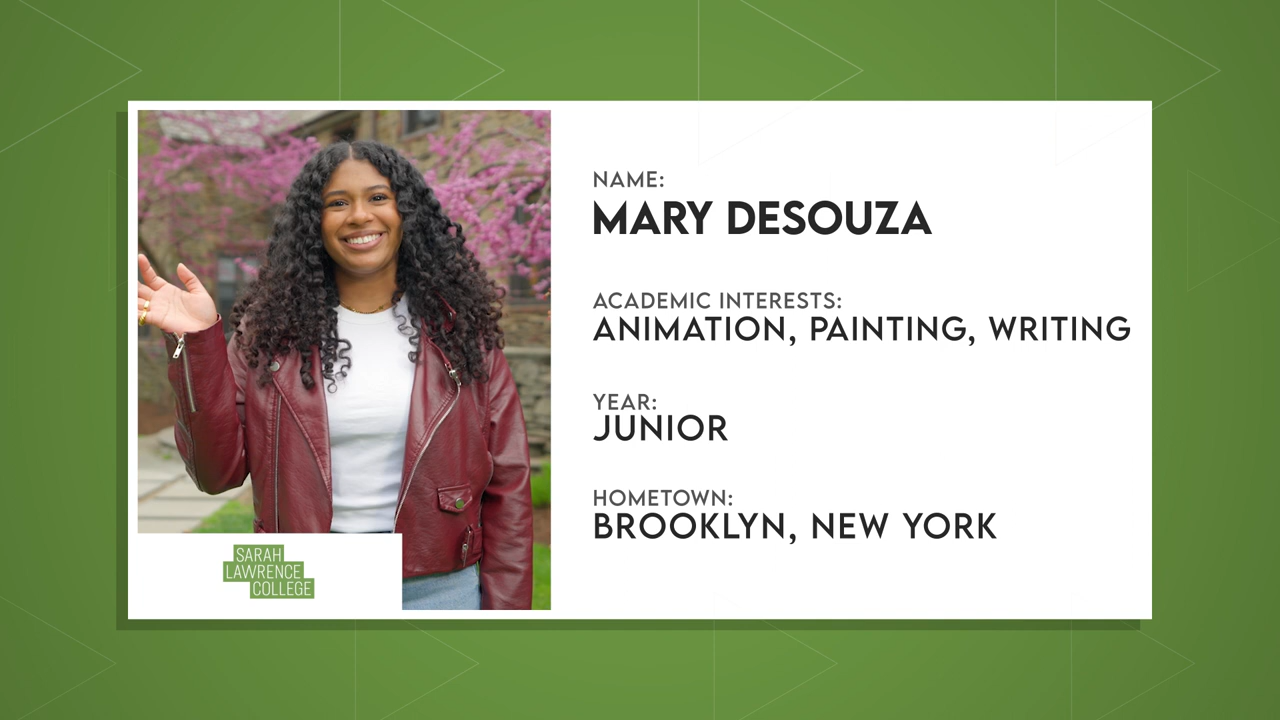 NAME:
MARY DESOUZA
ACADEMIC INTERESTS:
ANIMATION, PAINTING, WRITING
YEAR:
JUNIOR
HOMETOWN:
BROOKLYN, NEW YORK
SARAH
LAWRENCE
COLLEGE